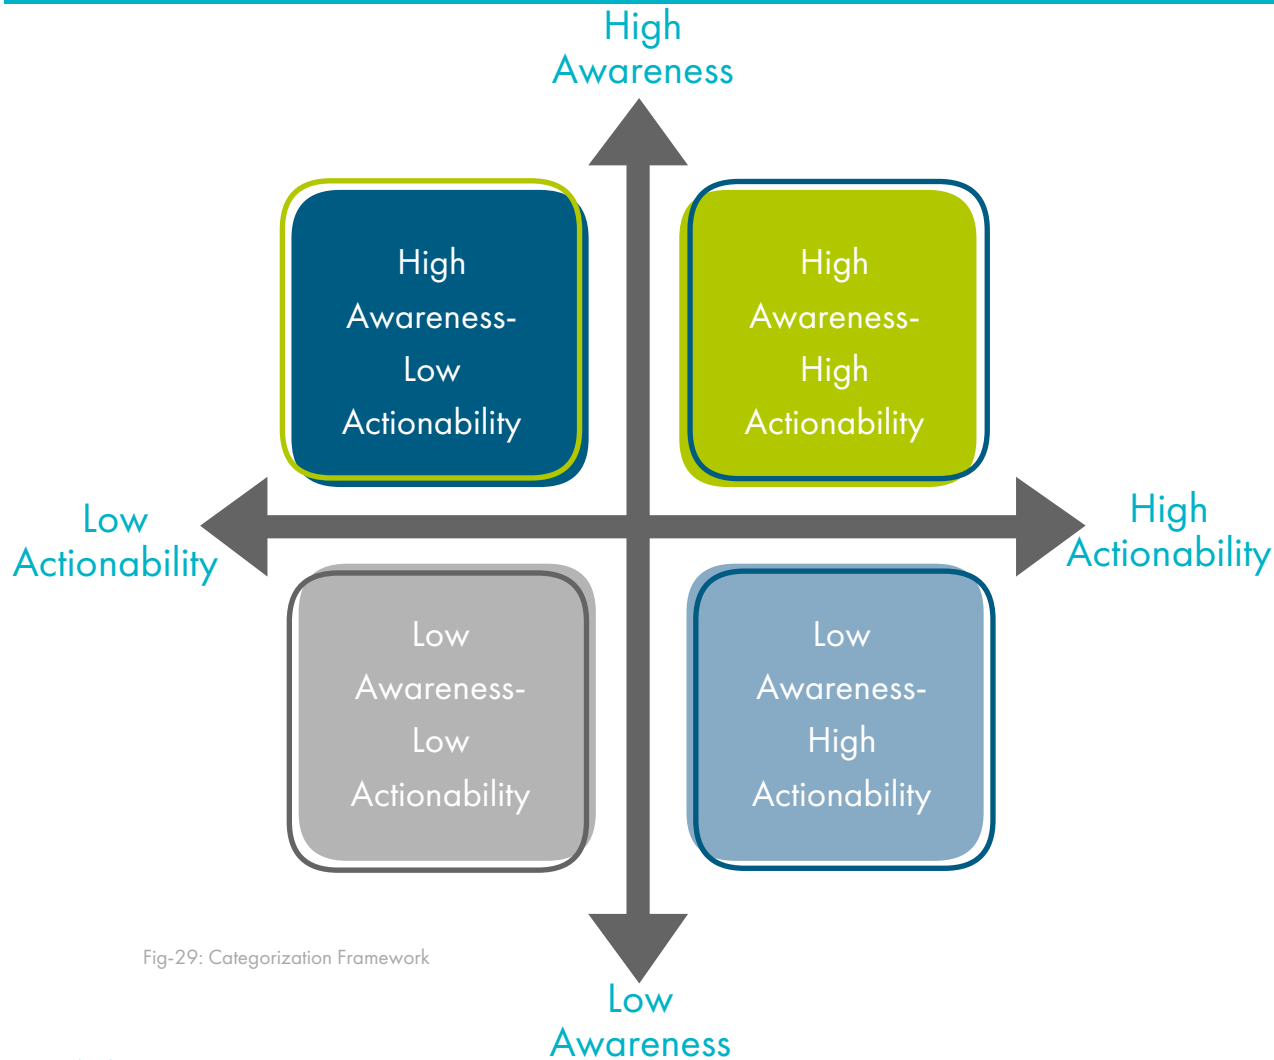 High
Awareness
High
Awareness-
Low
Actionability
High
Awareness-
High
Actionability
Low
Actionability
High
Actionability
Low
Awareness-
Low
Actionability
Low
Awareness-
High
Actionability
Fig-29: Categorization Framework
Low
Awareness